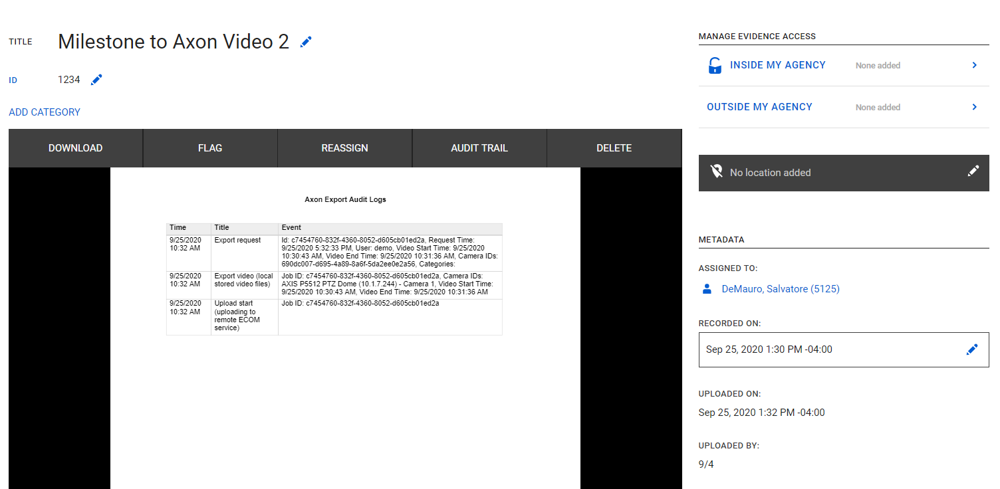 TITLE Milestone to Axon Video 2
ID 1234
ADD CATEGORY
DOWNLOAD FLAG REASSIGN AUDIT TRAIL DELETE
Axon Export Audit Logs
Time Title Event
9/25/2020
10:32 AM
Export request
Id: c7454760-832f-4360-8052-d605cb01ed2a, Request Time:
9/25/2020 5:32:33 PM, User: demo, Video Start Time: 9/25/2020
10:30:43 AM, Video End Time: 9/25/2020 10:31:36 AM, Camera IDs:
690dc007-d695-4a89-8a6f-5da2ee0e2a56, Categories:
9/25/2020
10:32 AM
Export video (local
stored video files)
Job ID: c7454760-832f-4360-8052-d605cb01ed2a, Camera IDs:
AXIS P5512 PTZ Dome (10.1.7.244) - Camera 1, Video Start Time:
9/25/2020 10:30:43 AM, Video End Time: 9/25/2020 10:31:36 AM
9/25/2020
10:32 AM
Upload start
(uploading to
remote ECOM
service)
Job ID: c7454760-832f-4360-8052-d605cb01ed2a
MANAGE EVIDENCE ACCESS
INSIDE MY AGENCY None added
OUTSIDE MY AGENCY None added
No location added
METADATA
ASSIGNED TO:
DeMauro, Salvatore (5125)
RECORDED ON:
Sep 25, 2020 1:30 PM -04:00
UPLOADED ON:
Sep 25, 2020 1:32 PM -04:00
UPLOADED BY:
9/4